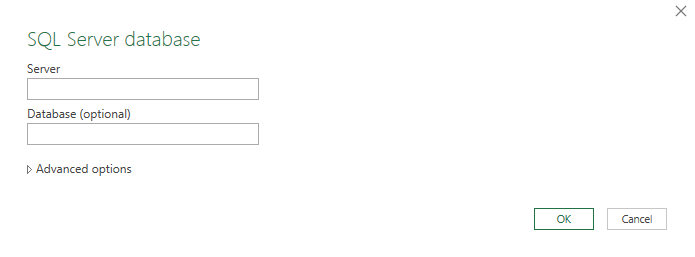 SQL Server database
Server
Database (optional)
Advanced options
OK
Cancel